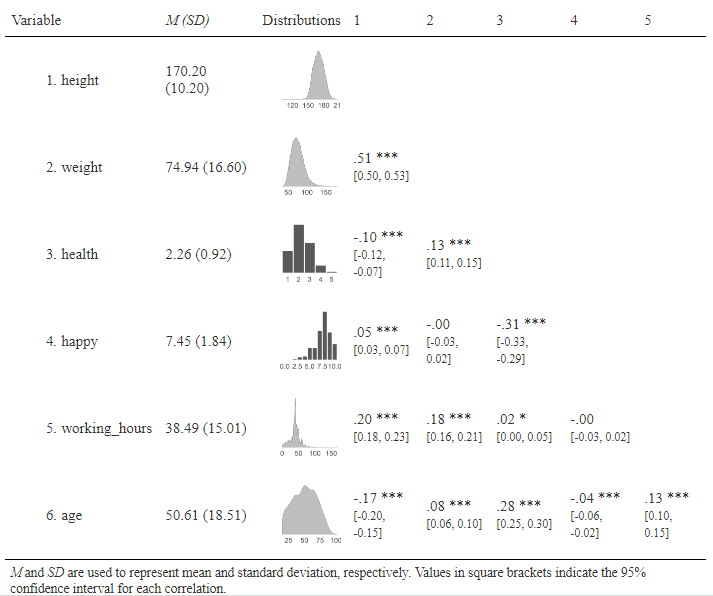 Variable M (SD) Distributions 1 2 3 4 5
1. height 170.20
(10.20)
120 150 180 21
2. weight 74.94 (16.60) .51 ***
[0.50, 0.53]
50 100 150
3. health 2.26 (0.92) -.10 *** .13 ***
[-0.12, [0.11, 0.15]
-0.07]
1 2 3 4 5
4. happy 7.45 (1.84) .05 *** -.00 -.31 ***
[0.03, 0.07] [-0.03, [-0.33,
0.02] -0.29]
0.0 2.5 5.0 7.5 10.0
5. working_hours 38.49 (15.01) .20 *** .18 *** .02 * -.00
[0.18, 0.23] [0.16, 0.21] [0.00, 0.05] [-0.03, 0.02]
0 50 100 150
6. age 50.61 (18.51) -.17 *** .08 *** .28 *** -.04 *** .13 ***
[-0.20, [0.06, 0.10] [0.25, 0.30] [-0.06, [0.10,
-0.15] -0.02] 0.15]
25 50 75 100
M and SD are used to represent mean and standard deviation, respectively. Values in square brackets indicate the 95%
confidence interval for each correlation.